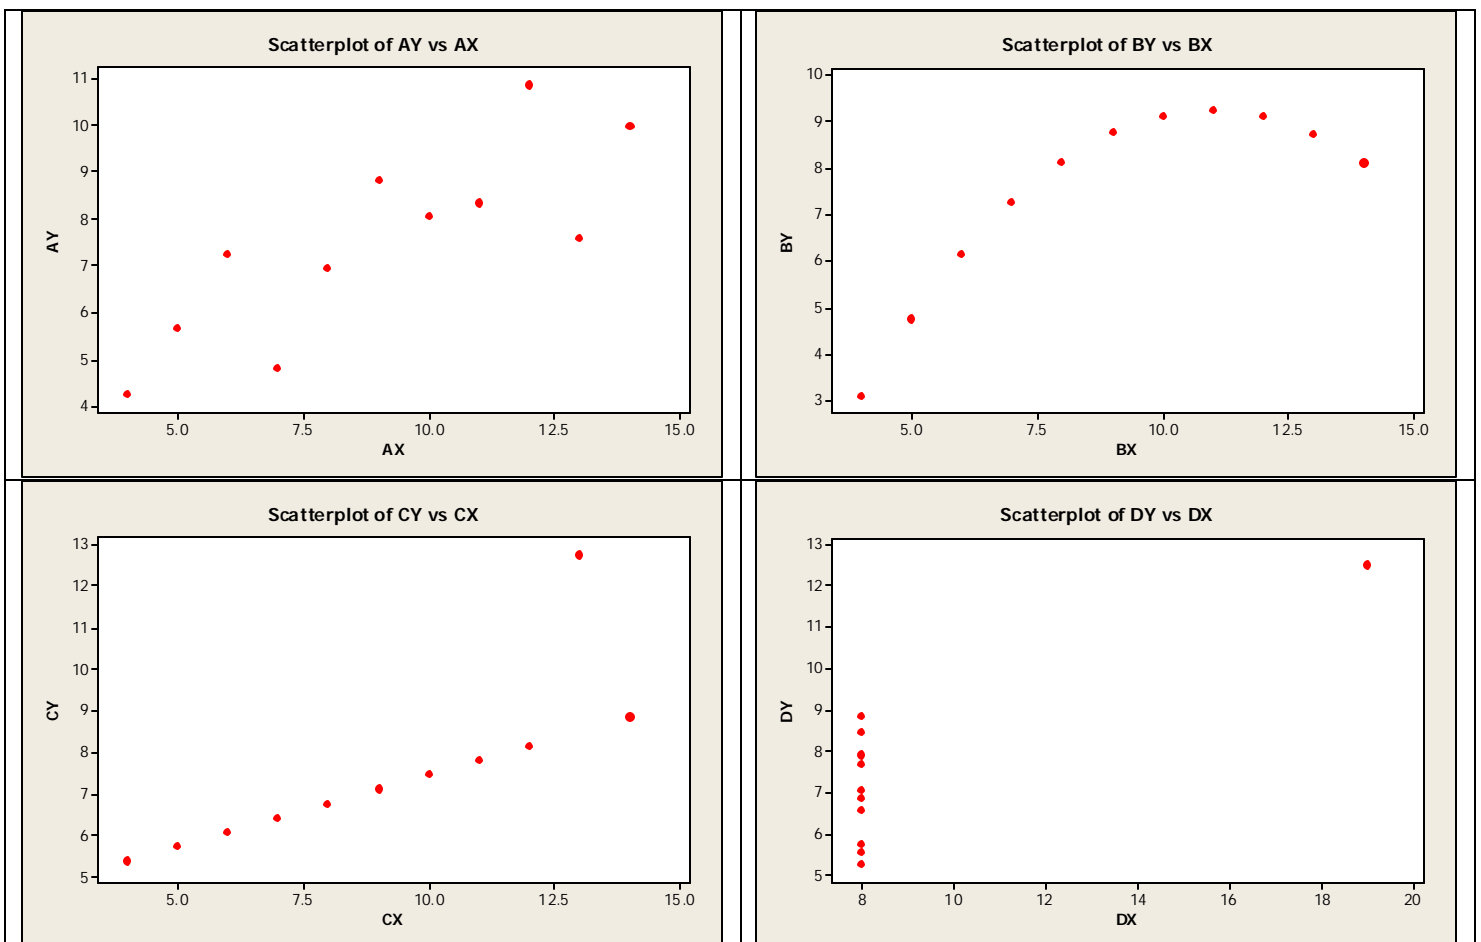 Scatterplot of AY vs AX
11
10
9
8
7
6
5
4
AY
5.0 7.5 10.0 12.5 15.0
AX
Scatterplot of BY vs BX
10
9
8
7
6
5
4
3
BY
5.0 7.5 10.0 12.5 15.0
BX
Scatterplot of CY vs CX
13
12
11
10
9
8
7
6
5
CY
5.0 7.5 10.0 12.5 15.0
CX
Scatterplot of DY vs DX
13
12
11
10
9
8
7
6
5
DY
8 10 12 14 16 18 20
DX